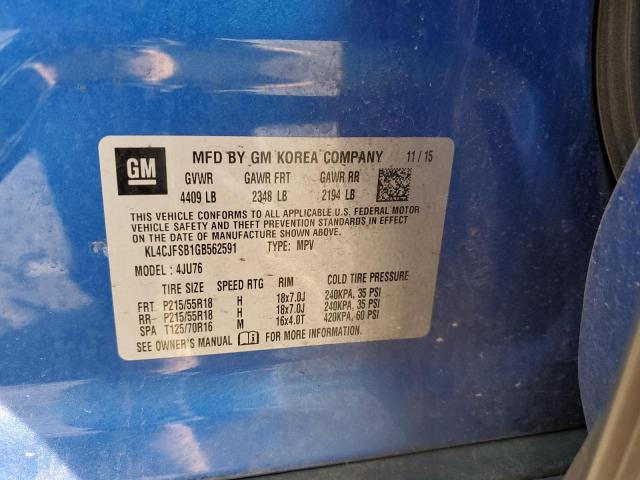 GM MFD BY GM KOREA COMPANY 11 / 15
GVWR GAWR FRT GAWR RR
4409 LB 2348 LB 2194 LB
THIS VEHICLE CONFORMS TO ALL APPLICABLE U.S. FEDERAL MOTOR
VEHICLE SAFETY AND THEFT PREVENTION STANDARDS IN EFFECT ON
THE DATE OF MANUFACTURE SHOWN ABOVE.
KL4CJFSB1GB562591 TYPE: MPV
MODEL : 4JU76
TIRE SIZE SPEED RTG RIM COLD TIRE PRESSURE
FRT P215/55R18 H 18x7.0J 240KPA, 35 PSI
RR– P215/55R18 H 18x7.0J 240KPA, 35 PSI
SPA T125/70R16 M 16x4.0T 420KPA, 60 PSI
SEE OWNER'S MANUAL FOR MORE INFORMATION.